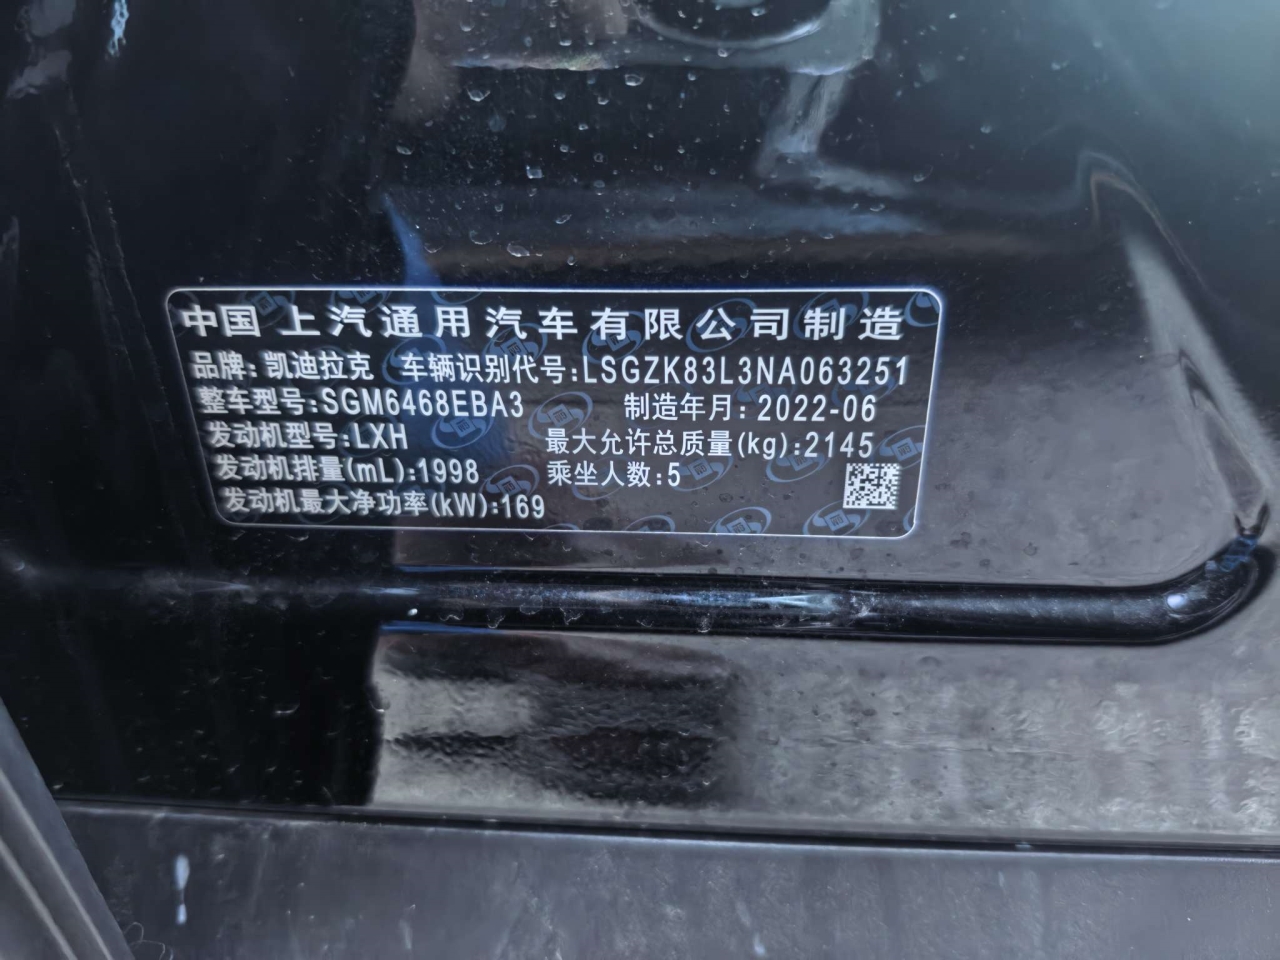 中国 上汽通用汽车有限公司制造
品牌: 凯迪拉克 车辆识别代号:LSGZK83L3NA063251
整车型号:SGM6468EBA3 制造年月: 2022-06
发动机型号:LXH 最大允许总质量(kg):2145
发动机排量(mL):1998 乘坐人数:5
发动机最大净功率(kW):169